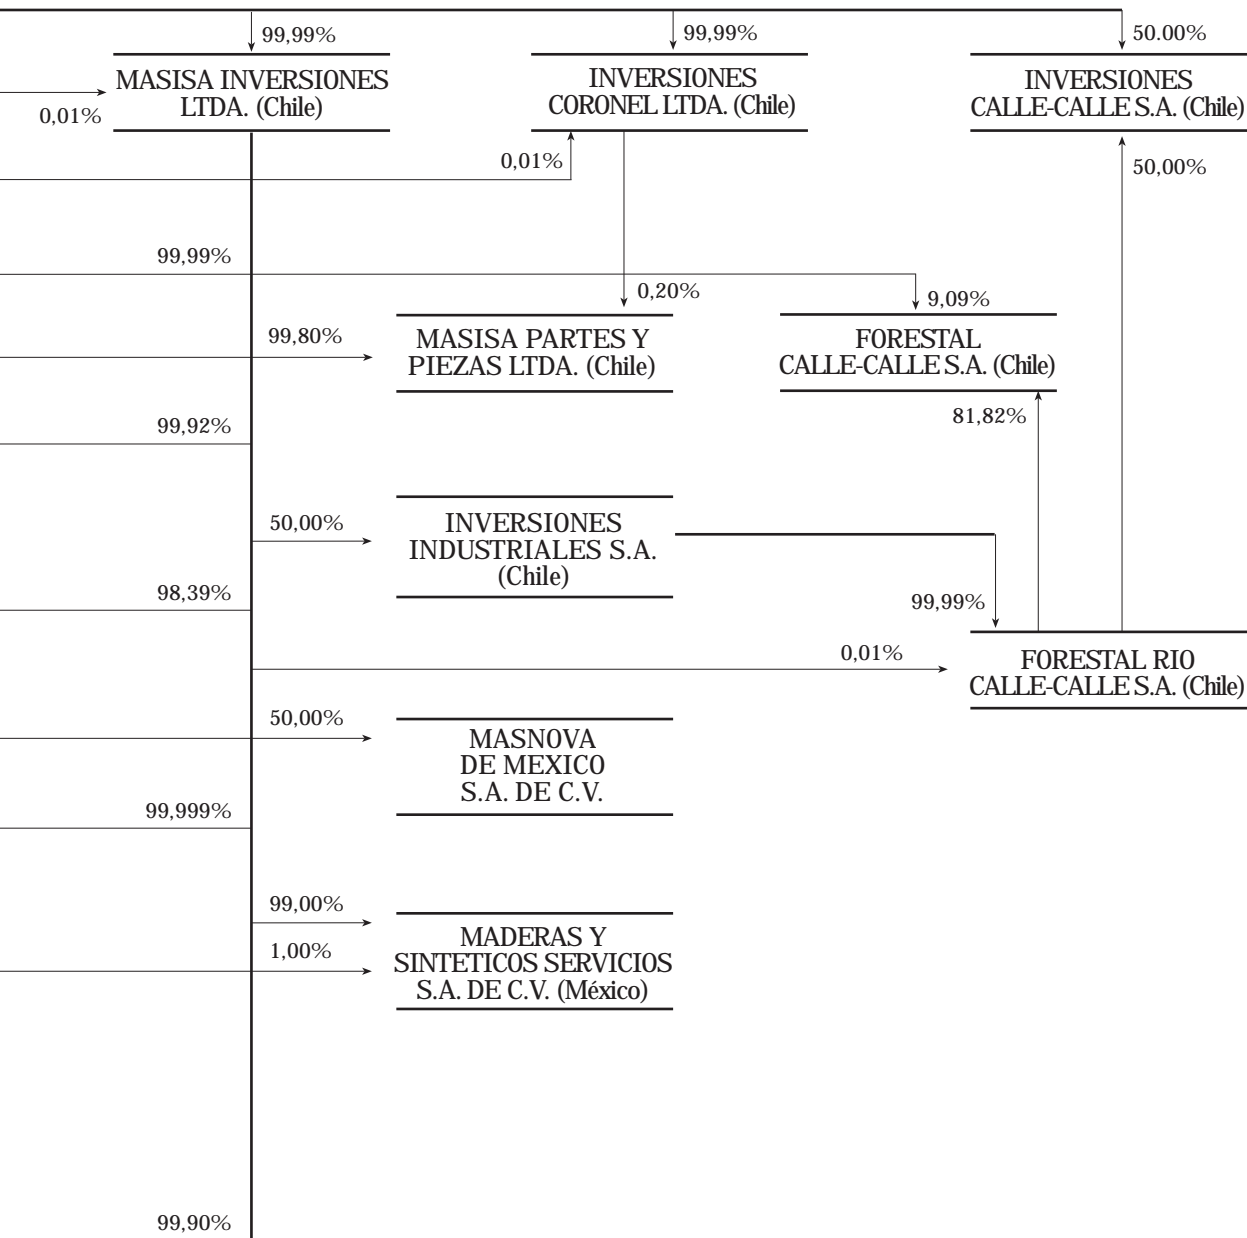 99,99%
99,99%
50.00%
MASISA INVERSIONES
LTDA. (Chile)
INVERSIONES
CORONEL LTDA. (Chile)
INVERSIONES
CALLE-CALLE S.A. (Chile)
0,01%
0,01%
50,00%
99,99%
0,20%
9,09%
99,80%
MASISA PARTES Y
PIEZAS LTDA. (Chile)
FORESTAL
CALLE-CALLE S.A. (Chile)
81,82%
99,92%
50,00%
INVERSIONES
INDUSTRIALES S.A.
(Chile)
98,39%
99,99%
0,01%
FORESTAL RIO
CALLE-CALLE S.A. (Chile)
50,00%
MASNOVA
DE MEXICO
S.A. DE C.V.
99,999%
99,00%
1,00%
MADERAS Y
SINTETICOS SERVICIOS
S.A. DE C.V. (México)
99,90%